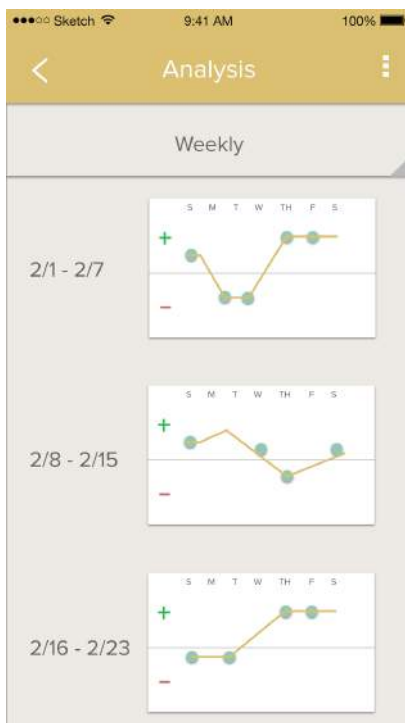 Sketch 9:41 AM 100%
Analysis
Weekly
S M T W TH F S
+
2/1 - 2/7
−
S M T W TH F S
+
2/8 - 2/15
−
S M T W TH F S
+
2/16 - 2/23
−